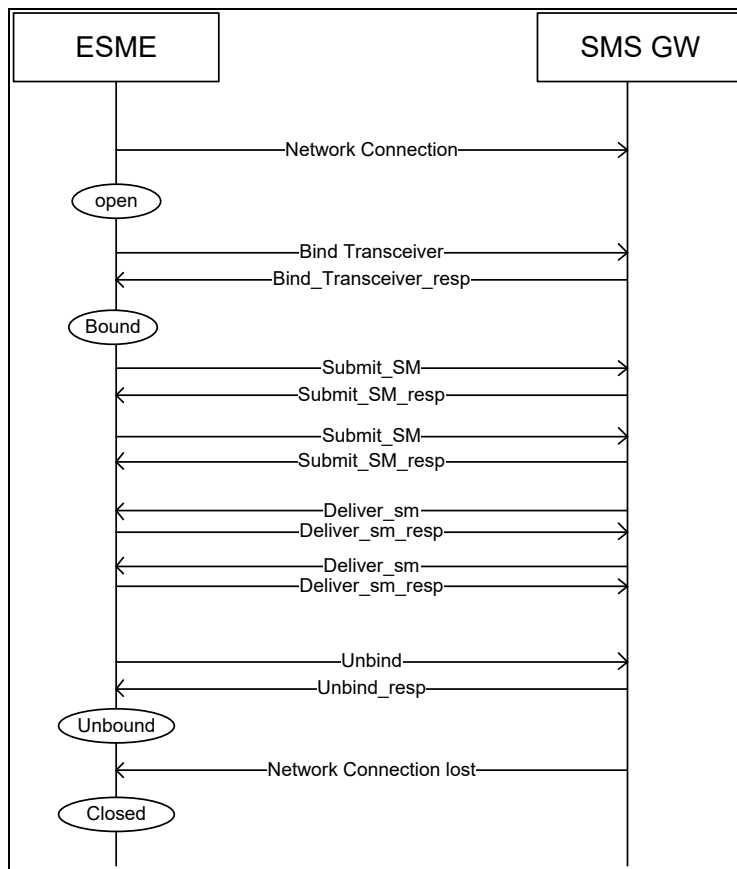 ESME
SMS GW
Network Connection
open
Bind Transceiver
Bind_Transceiver_resp
Bound
Submit_SM
Submit_SM_resp
Submit_SM
Submit_SM_resp
Deliver_sm
Deliver_sm_resp
Deliver_sm
Deliver_sm_resp
Unbind
Unbind_resp
Unbound
Network Connection lost
Closed